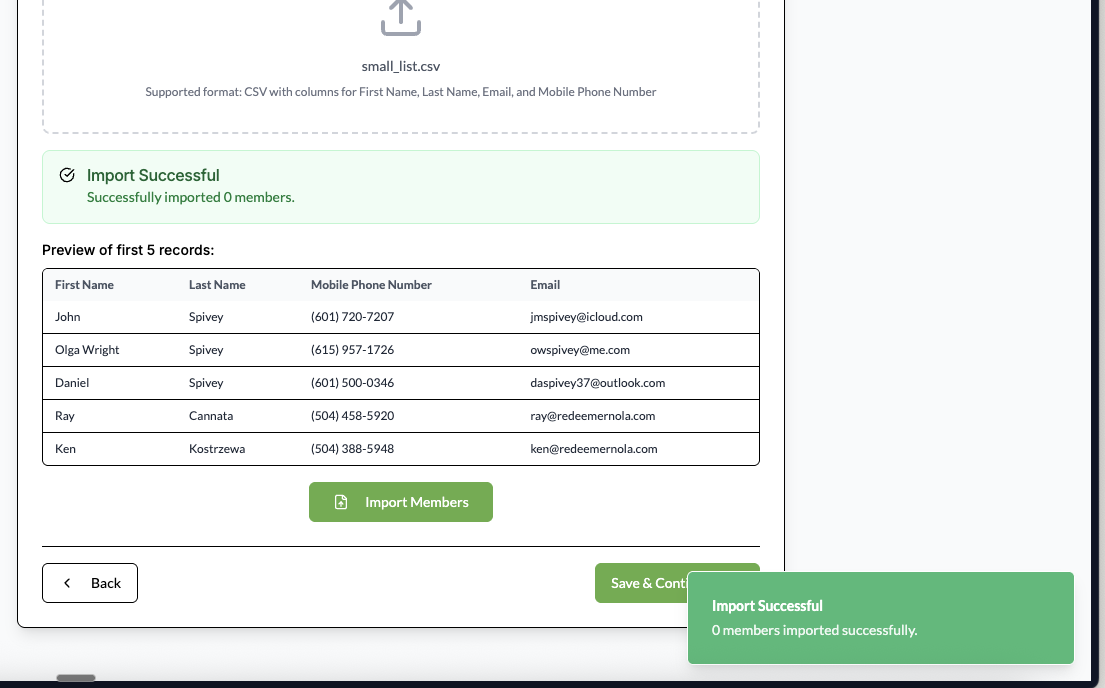 small_list.csv
Supported format: CSV with columns for First Name, Last Name, Email, and Mobile Phone Number
Import Successful
Successfully imported 0 members.
Preview of first 5 records:
First Name Last Name Mobile Phone Number Email
John Spivey (601) 720-7207 jmspivey@icloud.com
Olga Wright Spivey (615) 957-1726 owspivey@me.com
Daniel Spivey (601) 500-0346 daspivey37@outlook.com
Ray Cannata (504) 458-5920 ray@redeemernola.com
Ken Kostrzewa (504) 388-5948 ken@redeemernola.com
Import Members
Back
Save & Conti
Import Successful
0 members imported successfully.